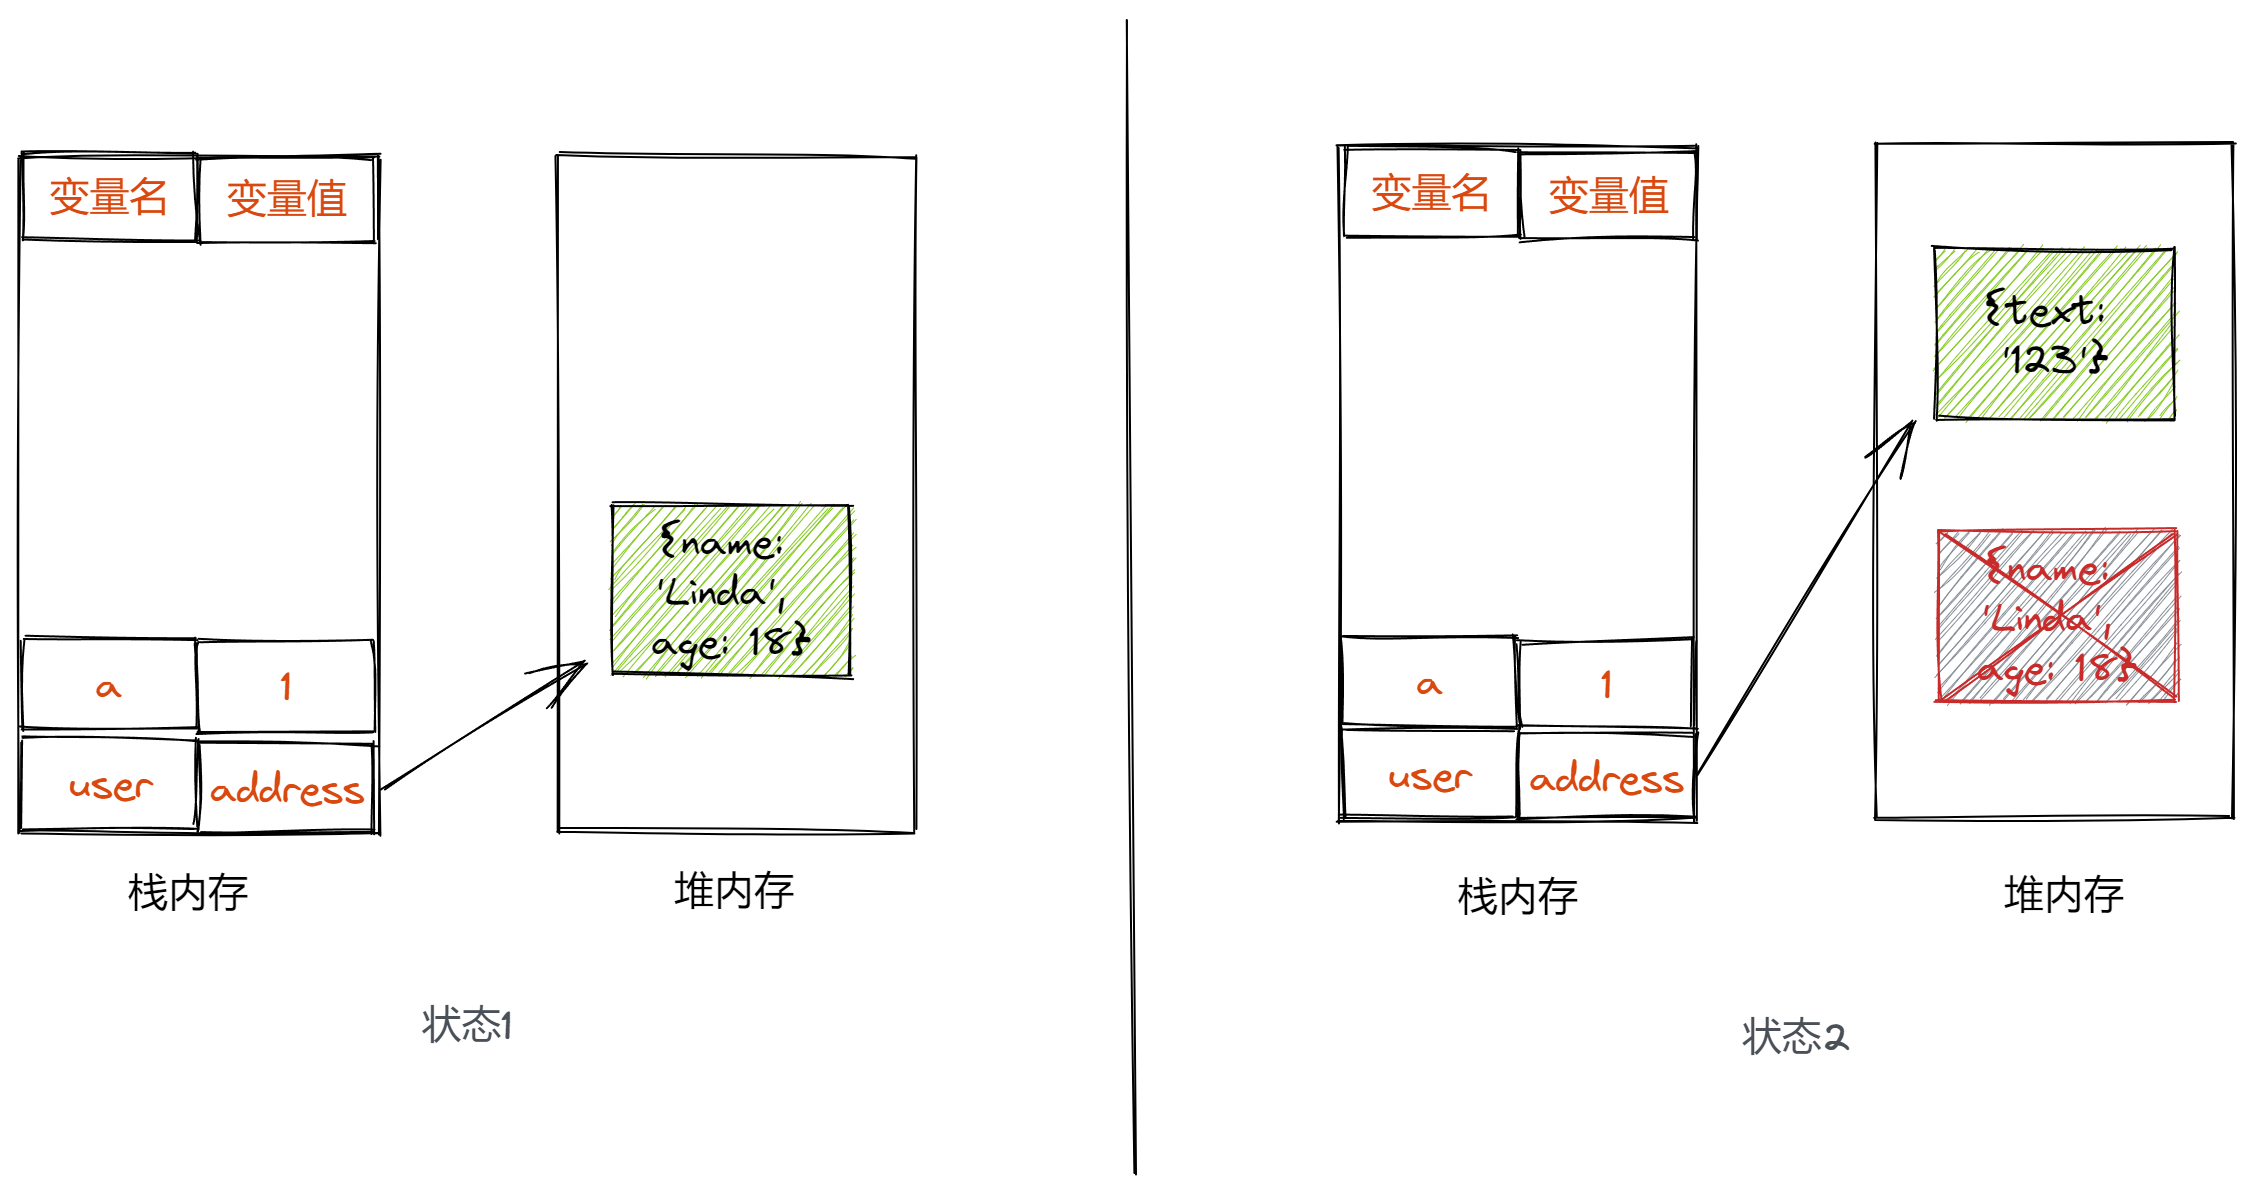 变量名 变量值
{name:
'Linda',
age: 18}
a 1
user address
栈内存
堆内存
状态1
变量名 变量值
{text:
'123'}
{name:
'Linda',
age: 18}
a 1
user address
栈内存
堆内存
状态2